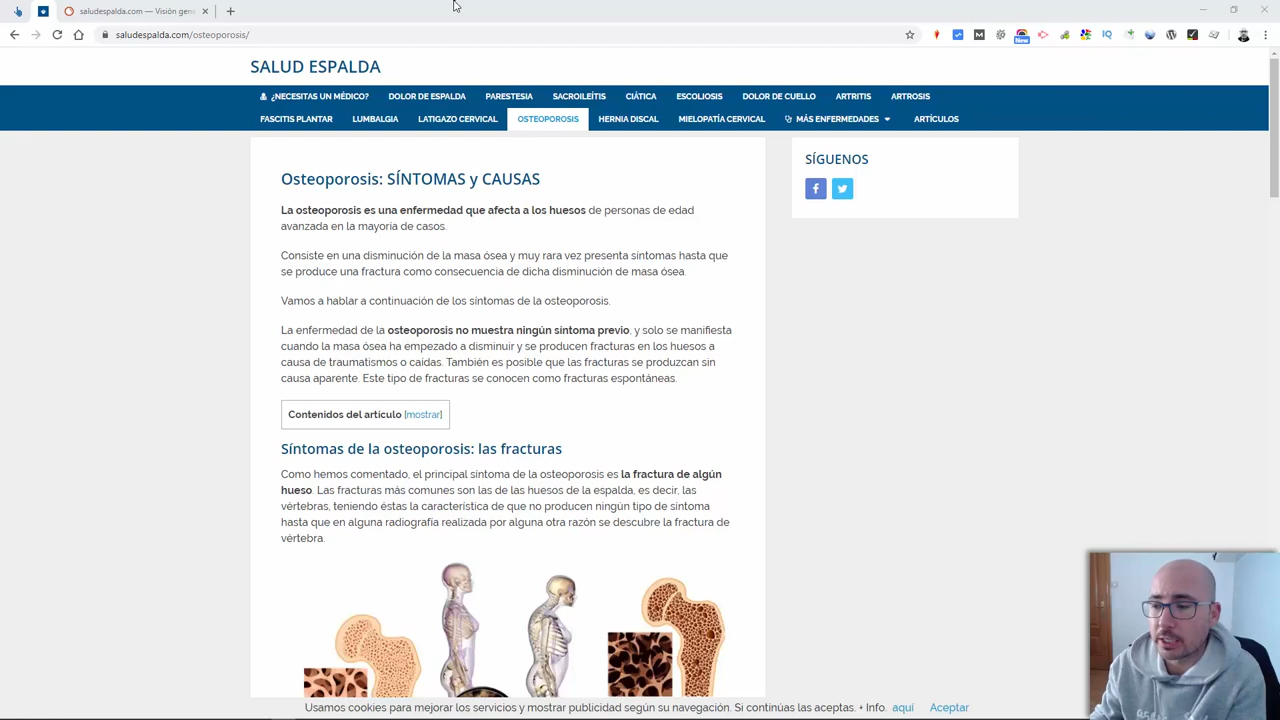 saludespalda.com — Visión gene
saludespalda.com/osteoporosis/
New
SALUD ESPALDA
¿NECESITAS UN MÉDICO? DOLOR DE ESPALDA PARESTESIA SACROILEÍTIS CIÁTICA ESCOLIOSIS DOLOR DE CUELLO ARTRITIS ARTROSIS
FASCITIS PLANTAR LUMBALGIA LATIGAZO CERVICAL OSTEOPOROSIS HERNIA DISCAL MIELOPATÍA CERVICAL MÁS ENFERMEDADES ARTÍCULOS
Osteoporosis: SÍNTOMAS y CAUSAS
La osteoporosis es una enfermedad que afecta a los huesos de personas de edad
avanzada en la mayoría de casos.
Consiste en una disminución de la masa ósea y muy rara vez presenta síntomas hasta que
se produce una fractura como consecuencia de dicha disminución de masa ósea.
Vamos a hablar a continuación de los síntomas de la osteoporosis.
La enfermedad de la osteoporosis no muestra ningún síntoma previo, y solo se manifiesta
cuando la masa ósea ha empezado a disminuir y se producen fracturas en los huesos a
causa de traumatismos o caídas. También es posible que las fracturas se produzcan sin
causa aparente. Este tipo de fracturas se conocen como fracturas espontáneas.
Contenidos del artículo [mostrar]
Síntomas de la osteoporosis: las fracturas
Como hemos comentado, el principal síntoma de la osteoporosis es la fractura de algún
hueso. Las fracturas más comunes son las de las huesos de la espalda, es decir, las
vértebras, teniendo éstas la característica de que no producen ningún tipo de síntoma
hasta que en alguna radiografía realizada por alguna otra razón se descubre la fractura de
vértebra.
SÍGUENOS
Usamos cookies para mejorar los servicios y mostrar publicidad según su navegación. Si continúas las aceptas. + Info. aquí Aceptar